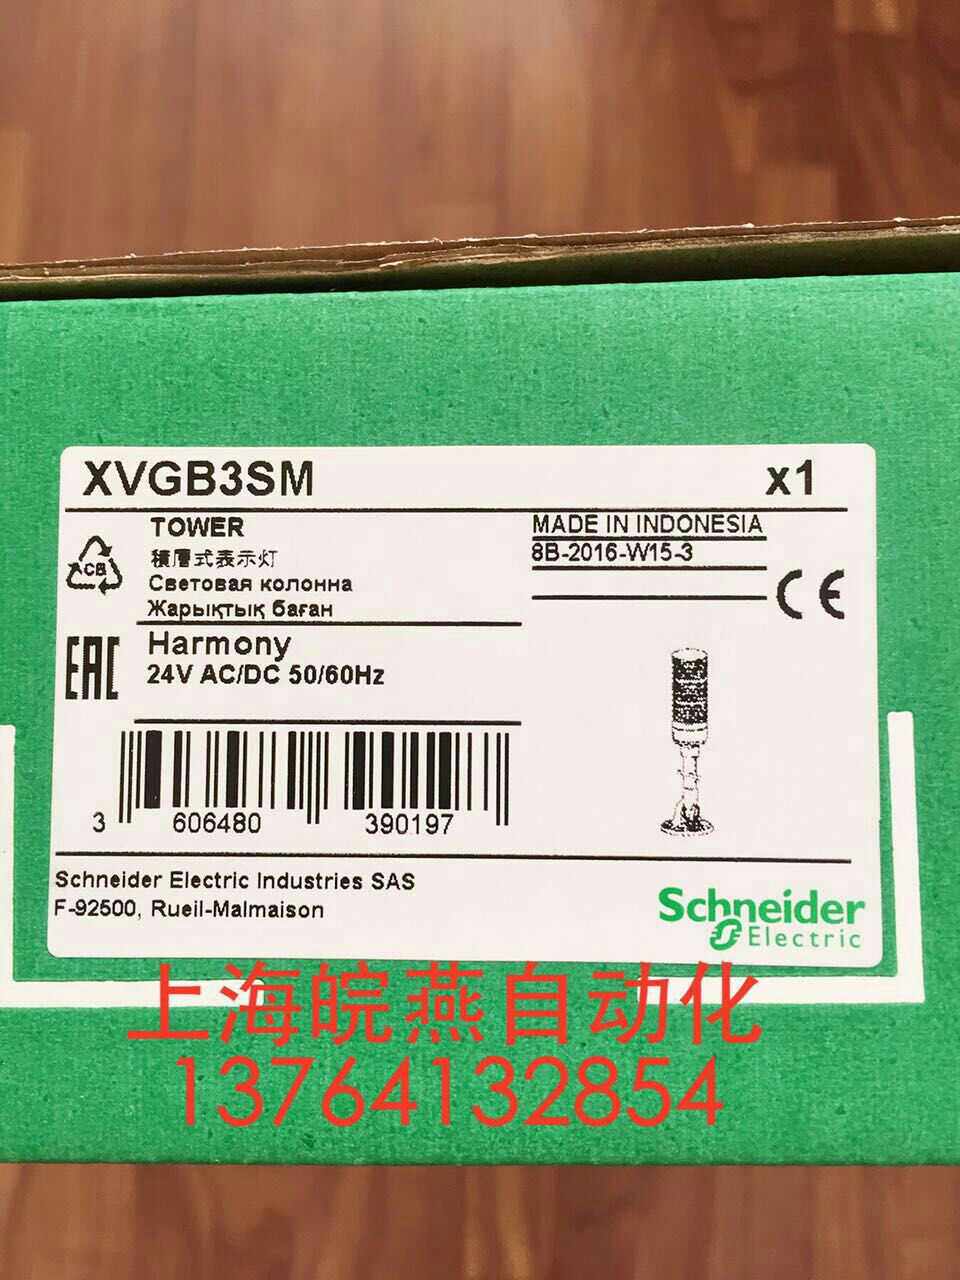 XVGB3SM x1
TOWER
積層式表示灯
Световая колонна
Жарықтық баған
MADE IN INDONESIA
8B-2016-W15-3
CE
CB
EAC
Harmony
24V AC/DC 50/60Hz
3 606480 390197
Schneider Electric Industries SAS
F-92500, Rueil-Malmaison
Schneider
Electric
上海皖燕自动化
13764132854